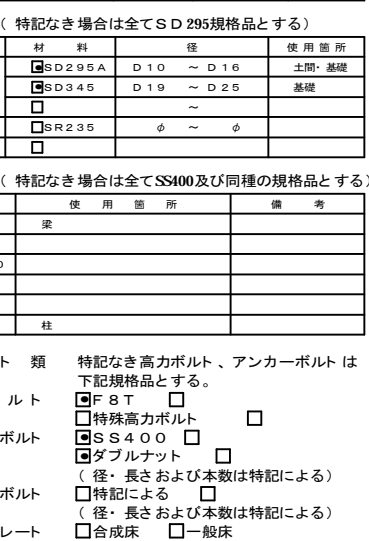 ( 特記なき場合は全てＳＤ295規格品とする)
材　料　径　使用箇所
SD295A　D10　～D16　土間・基礎
SD345　D19　～D25　基礎
□　～
□SR235　φ　～　φ
□
( 特記なき場合は全てSS400及び同種の規格品とする)
使　用　箇　所　備　考
梁
柱
ト　類　特記なき高力ボルト、アンカーボルトは
下記規格品とする。
ルト　F8T　□
□特殊高力ボルト　□
ボルト　SS400　□
ダブルナット　□
( 径・長さおよび本数は特記による)
ボルト　□特記による　□
( 径・長さおよび本数は特記による)
レート　□合成床　□一般床